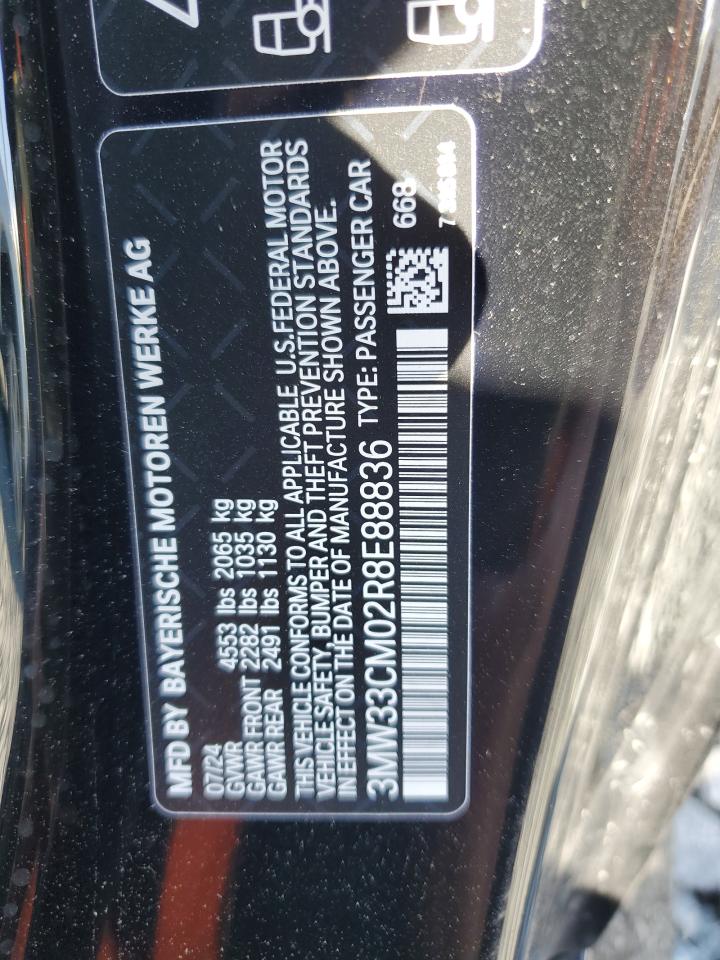 MFD BY BAYERISCHE MOTOREN WERKE AG
07/24
GVWR 4553 lbs 2065 kg
GAWR FRONT 2282 lbs 1035 kg
GAWR REAR 2491 lbs 1130 kg
THIS VEHICLE CONFORMS TO ALL APPLICABLE U.S.FEDERAL MOTOR
VEHICLE SAFETY, BUMPER AND THEFT PREVENTION STANDARDS
IN EFFECT ON THE DATE OF MANUFACTURE SHOWN ABOVE.
3MW33CM02R8E88836 TYPE: PASSENGER CAR
668